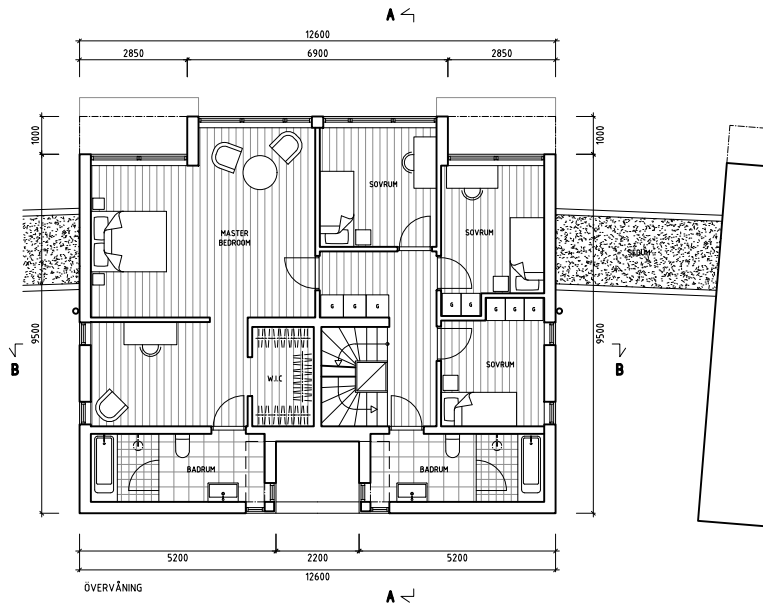 A
12600
2850 6900 2850
1000 1000
SOVRUM
MASTER
BEDROOM
SOVRUM
SEDUM
G G G
G G
G G G
9500 9500
B B
W.I.C
SOVRUM
BADRUM BADRUM
5200 2200 5200
12600
ÖVERVÅNING
A